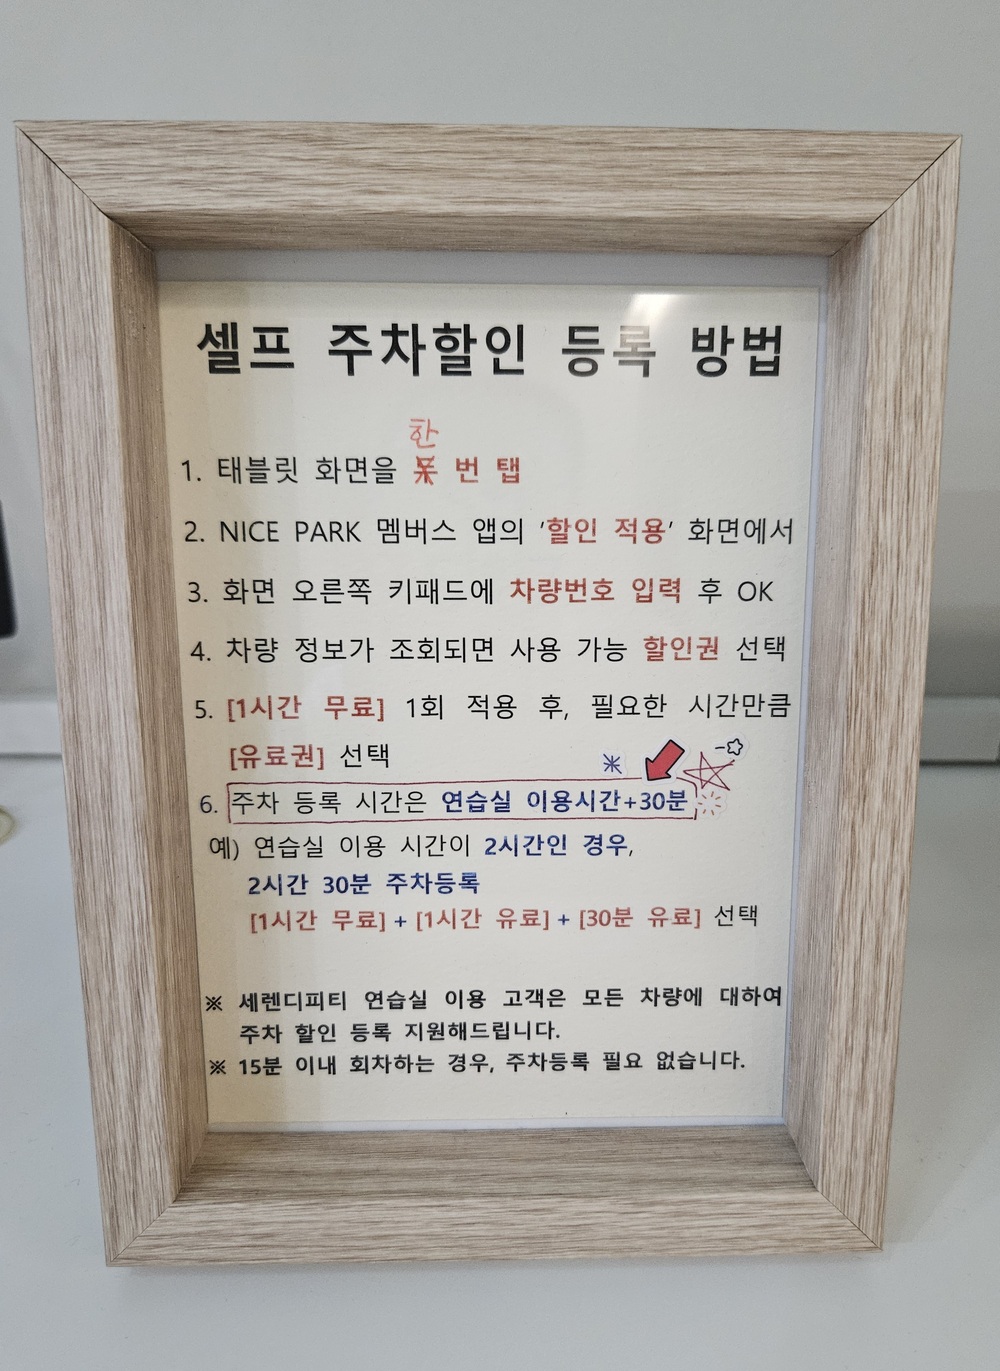 셀프 주차할인 등록 방법
한
1. 태블릿 화면을 번 탭
2. NICE PARK 멤버스 앱의 '할인 적용' 화면에서
3. 화면 오른쪽 키패드에 차량번호 입력 후 OK
4. 차량 정보가 조회되면 사용 가능 할인권 선택
5. [1시간 무료] 1회 적용 후, 필요한 시간만큼
[유료권] 선택
6. 주차 등록 시간은 연습실 이용시간+30분
예) 연습실 이용 시간이 2시간인 경우,
2시간 30분 주차등록
[1시간 무료] + [1시간 유료] + [30분 유료] 선택
※ 세렌디피티 연습실 이용 고객은 모든 차량에 대하여
주차 할인 등록 지원해드립니다.
※ 15분 이내 회차하는 경우, 주차등록 필요 없습니다.